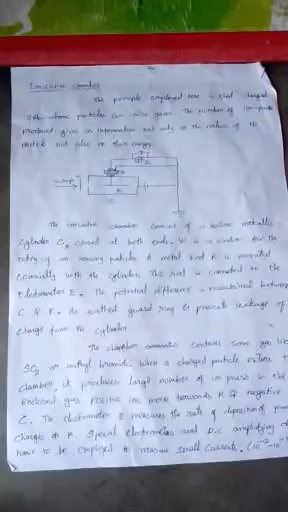 Ionization chamber
The principle employed here is that charged
sub-atomic particles can ionise gases. The number of ion-pairs
produced gives us information not only on the nature of the
particle but also on their energy.
E
W
R
C
The ionisation chamber consist of a hollow metallic
cylinder C, closed at both ends. W is a window for the
entry of an ionising particles. A metal Rod R is mounted
coaxially with the cylinder. This rod is connected to the
Electrometer E. The potential difference is maintained between
C & R. An earthed guard ring G prevents leakage of
charge from the cylinder.
The chamber contains some gas like
SO2 or methyl bromide. When a charged particle enters
chamber, it produces large number of ion pairs in the
enclosed gas. Positive ions move towards R & negative
C. The electrometer E measures the rate of deposition of
charges on R. Special electrometers and D.C amplifying
have to be employed to measure small currents. (10-12